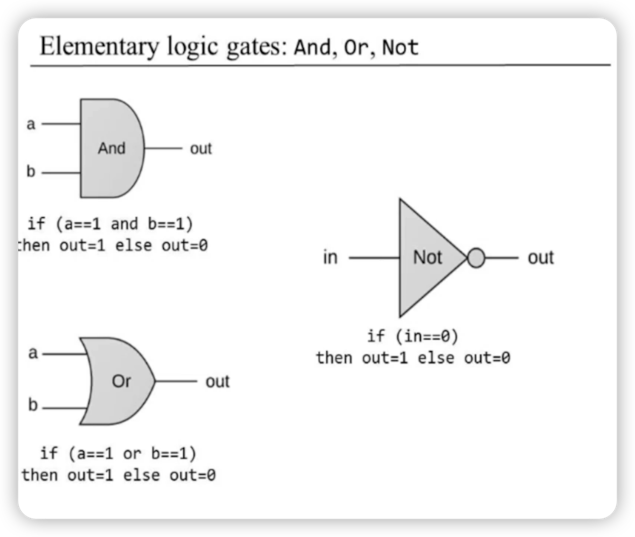 Elementary logic gates: And, Or, Not
a
And
out
b
if (a==1 and b==1)
then out=1 else out=0
in
Not
out
if (in==0)
then out=1 else out=0
a
Or
out
b
if (a==1 or b==1)
then out=1 else out=0